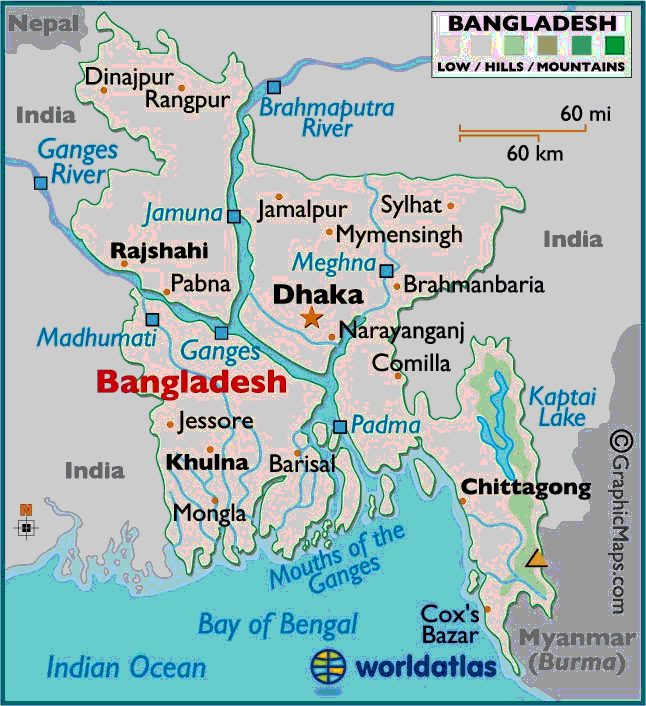 Nepal
BANGLADESH
LOW / HILLS / MOUNTAINS
Dinajpur
Rangpur
India
Brahmaputra
River
60 mi
60 km
Ganges
River
Jamuna
Jamalpur
Sylhat
Mymensingh
India
Rajshahi
Meghna
Pabna
Dhaka
Brahmanbaria
Madhumati
Ganges
Narayanganj
Comilla
Bangladesh
Kaptai
Lake
Jessore
Padma
India
Khulna
Barisal
Chittagong
©GraphicMaps.com
N
Mongla
Mouths of the
Ganges
Cox's
Bazar
Bay of Bengal
Myanmar
(Burma)
Indian Ocean
worldatlas